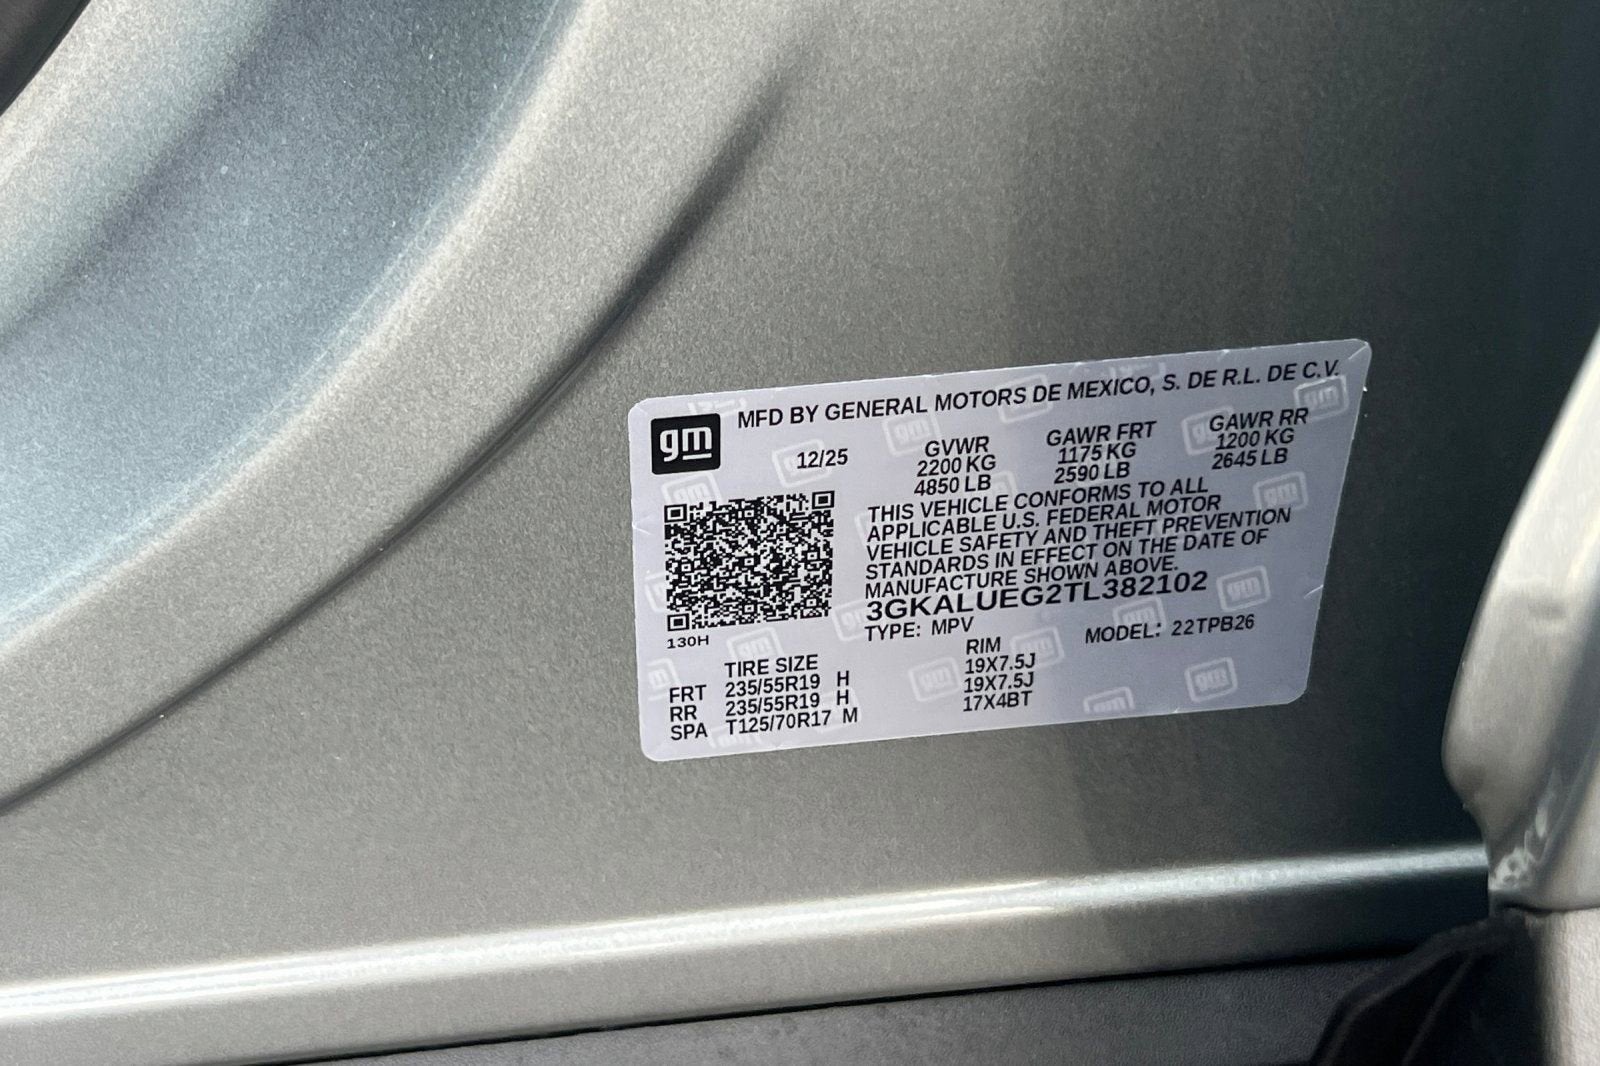 gm
MFD BY GENERAL MOTORS DE MEXICO, S. DE R.L. DE C.V.
12/25
GVWR GAWR FRT GAWR RR
2200 KG 1175 KG 1200 KG
4850 LB 2590 LB 2645 LB
THIS VEHICLE CONFORMS TO ALL
APPLICABLE U.S. FEDERAL MOTOR
VEHICLE SAFETY AND THEFT PREVENTION
STANDARDS IN EFFECT ON THE DATE OF
MANUFACTURE SHOWN ABOVE.
3GKALUEG2TL382102
TYPE: MPV MODEL: 22TPB26
130H
TIRE SIZE RIM
FRT 235/55R19 H 19X7.5J
RR 235/55R19 H 19X7.5J
SPA T125/70R17 M 17X4BT